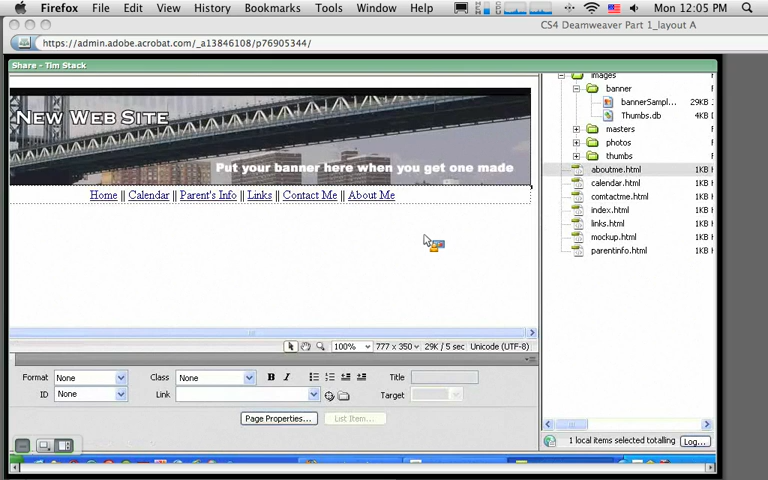 Firefox File Edit View History Bookmarks Tools Window Help Mon 12:05 PM
CS4 Deamweaver Part 1_layout A
https://admin.adobe.acrobat.com/_a13846108/p76905344/
Share - Tim Stack
images
banner
bannerSampl... 29KB
Thumbs.db 4KB F
masters F
photos F
thumbs F
aboutme.html 1KB H
calendar.html 1KB H
comtactme.html 1KB H
index.html 1KB H
links.html 1KB H
mockup.html 1KB H
parentinfo.html 1KB H
New Web Site
Put your banner here when you get one made
Home || Calendar || Parent's Info || Links || Contact Me || About Me
100% 777 x 350 29K / 5 sec Unicode (UTF-8)
Format None Class None B I Title
ID None Link Target
Page Properties... List Item...
1 local items selected totalling Log...